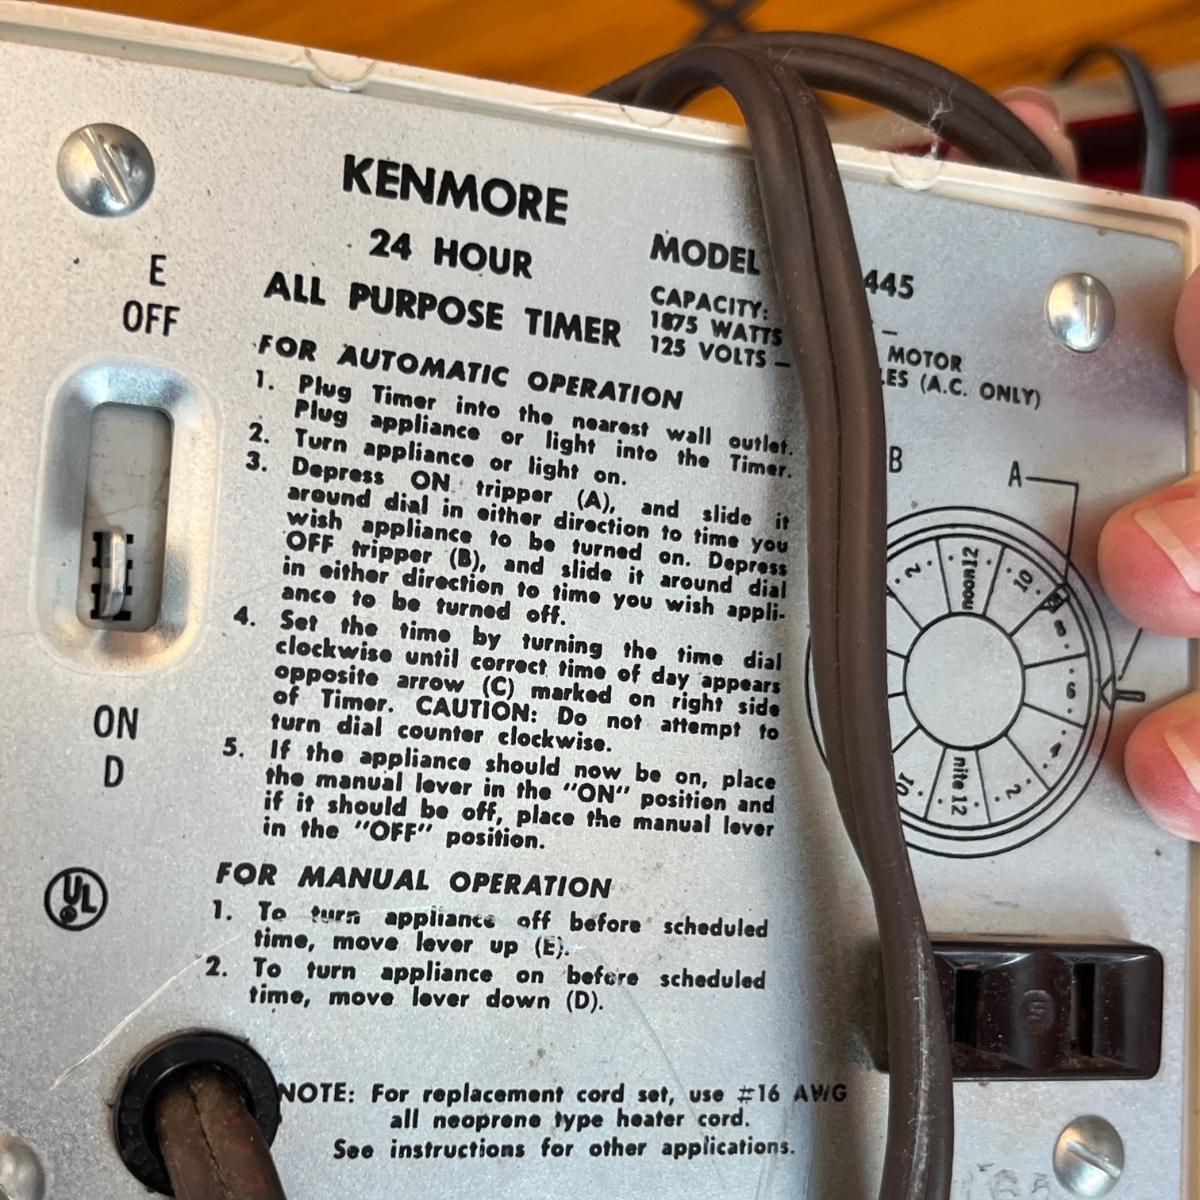 KENMORE
24 HOUR
ALL PURPOSE TIMER
MODEL 445
CAPACITY: –
1875 WATTS MOTOR
125 VOLTS – (A.C. ONLY)
E
OFF
ON
D
UL
FOR AUTOMATIC OPERATION
1. Plug Timer into the nearest wall outlet.
Plug appliance or light into the Timer.
2. Turn appliance or light on.
3. Depress ON tripper (A), and slide it
around dial in either direction to time you
wish appliance to be turned on. Depress
OFF tripper (B), and slide it around dial
in either direction to time you wish appli-
ance to be turned off.
4. Set the time by turning the time dial
clockwise until correct time of day appears
opposite arrow (C) marked on right side
of Timer. CAUTION: Do not attempt to
turn dial counter clockwise.
5. If the appliance should now be on, place
the manual lever in the "ON" position and
if it should be off, place the manual lever
in the "OFF" position.
FOR MANUAL OPERATION
1. To turn appliance off before scheduled
time, move lever up (E).
2. To turn appliance on before scheduled
time, move lever down (D).
NOTE: For replacement cord set, use #16 AWG
all neoprene type heater cord.
See instructions for other applications.
B
A
2
12 noon
10
8
6
4
2
nite 12
10